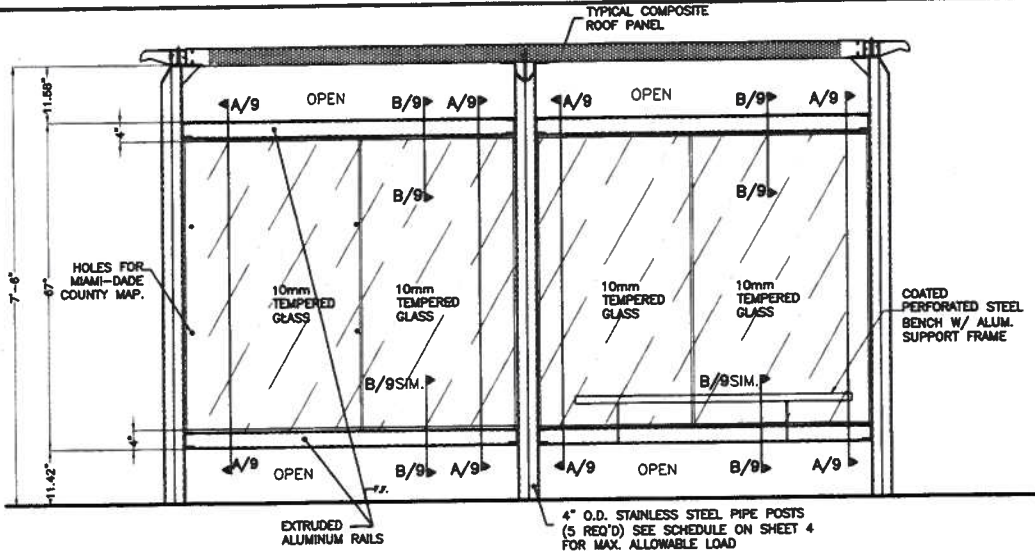 TYPICAL COMPOSITE
ROOF PANEL
11.58"
A/9 OPEN B/9 A/9 OPEN B/9 A/9
4"
B/9 B/9
7'-6"
67"
HOLES FOR
MIAMI-DADE
COUNTY MAP.
10mm
TEMPERED
GLASS
10mm
TEMPERED
GLASS
10mm
TEMPERED
GLASS
10mm
TEMPERED
GLASS
COATED
PERFORATED STEEL
BENCH W/ ALUM.
SUPPORT FRAME
B/9 SIM. B/9 SIM.
4"
11.42"
A/9 OPEN B/9 A/9 A/9 OPEN B/9 A/9
EXTRUDED
ALUMINUM RAILS
4" O.D. STAINLESS STEEL PIPE POSTS
(5 REQ'D) SEE SCHEDULE ON SHEET 4
FOR MAX. ALLOWABLE LOAD